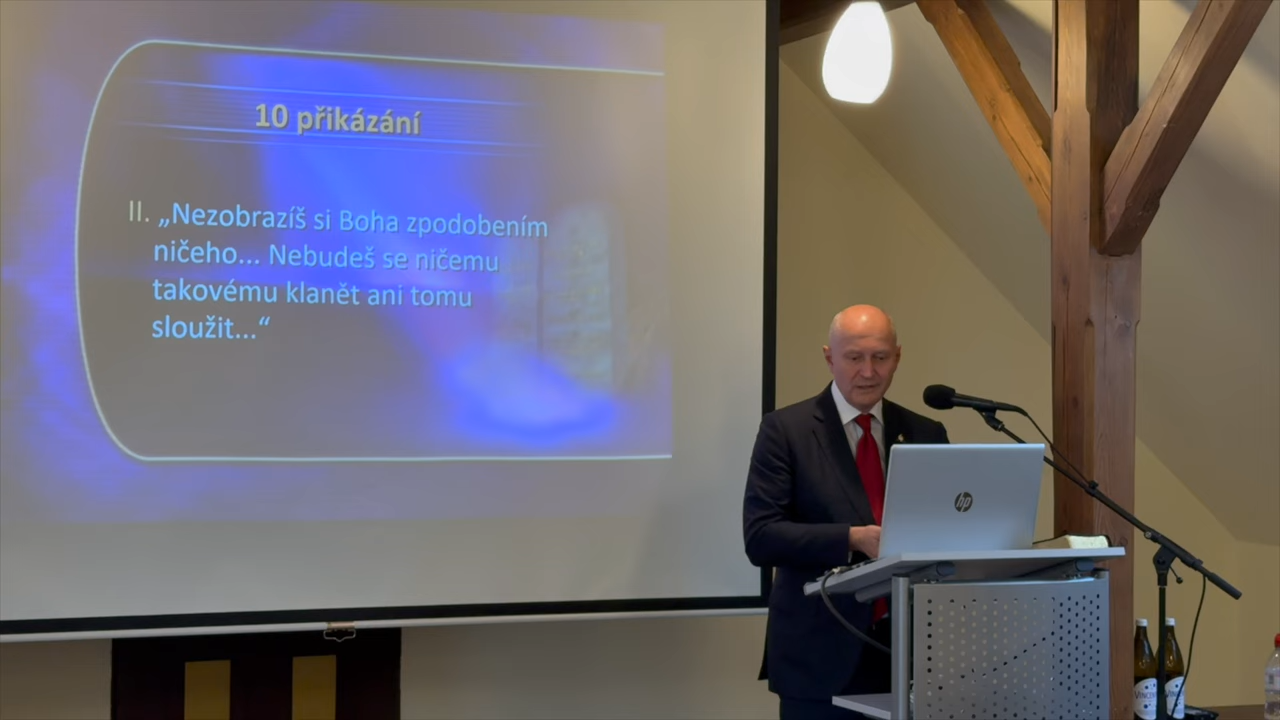 10 přikázání
II. „Nezobrazíš si Boha zpodobením
ničeho... Nebudeš se ničemu
takovému klanět ani tomu
sloužit...“
hp